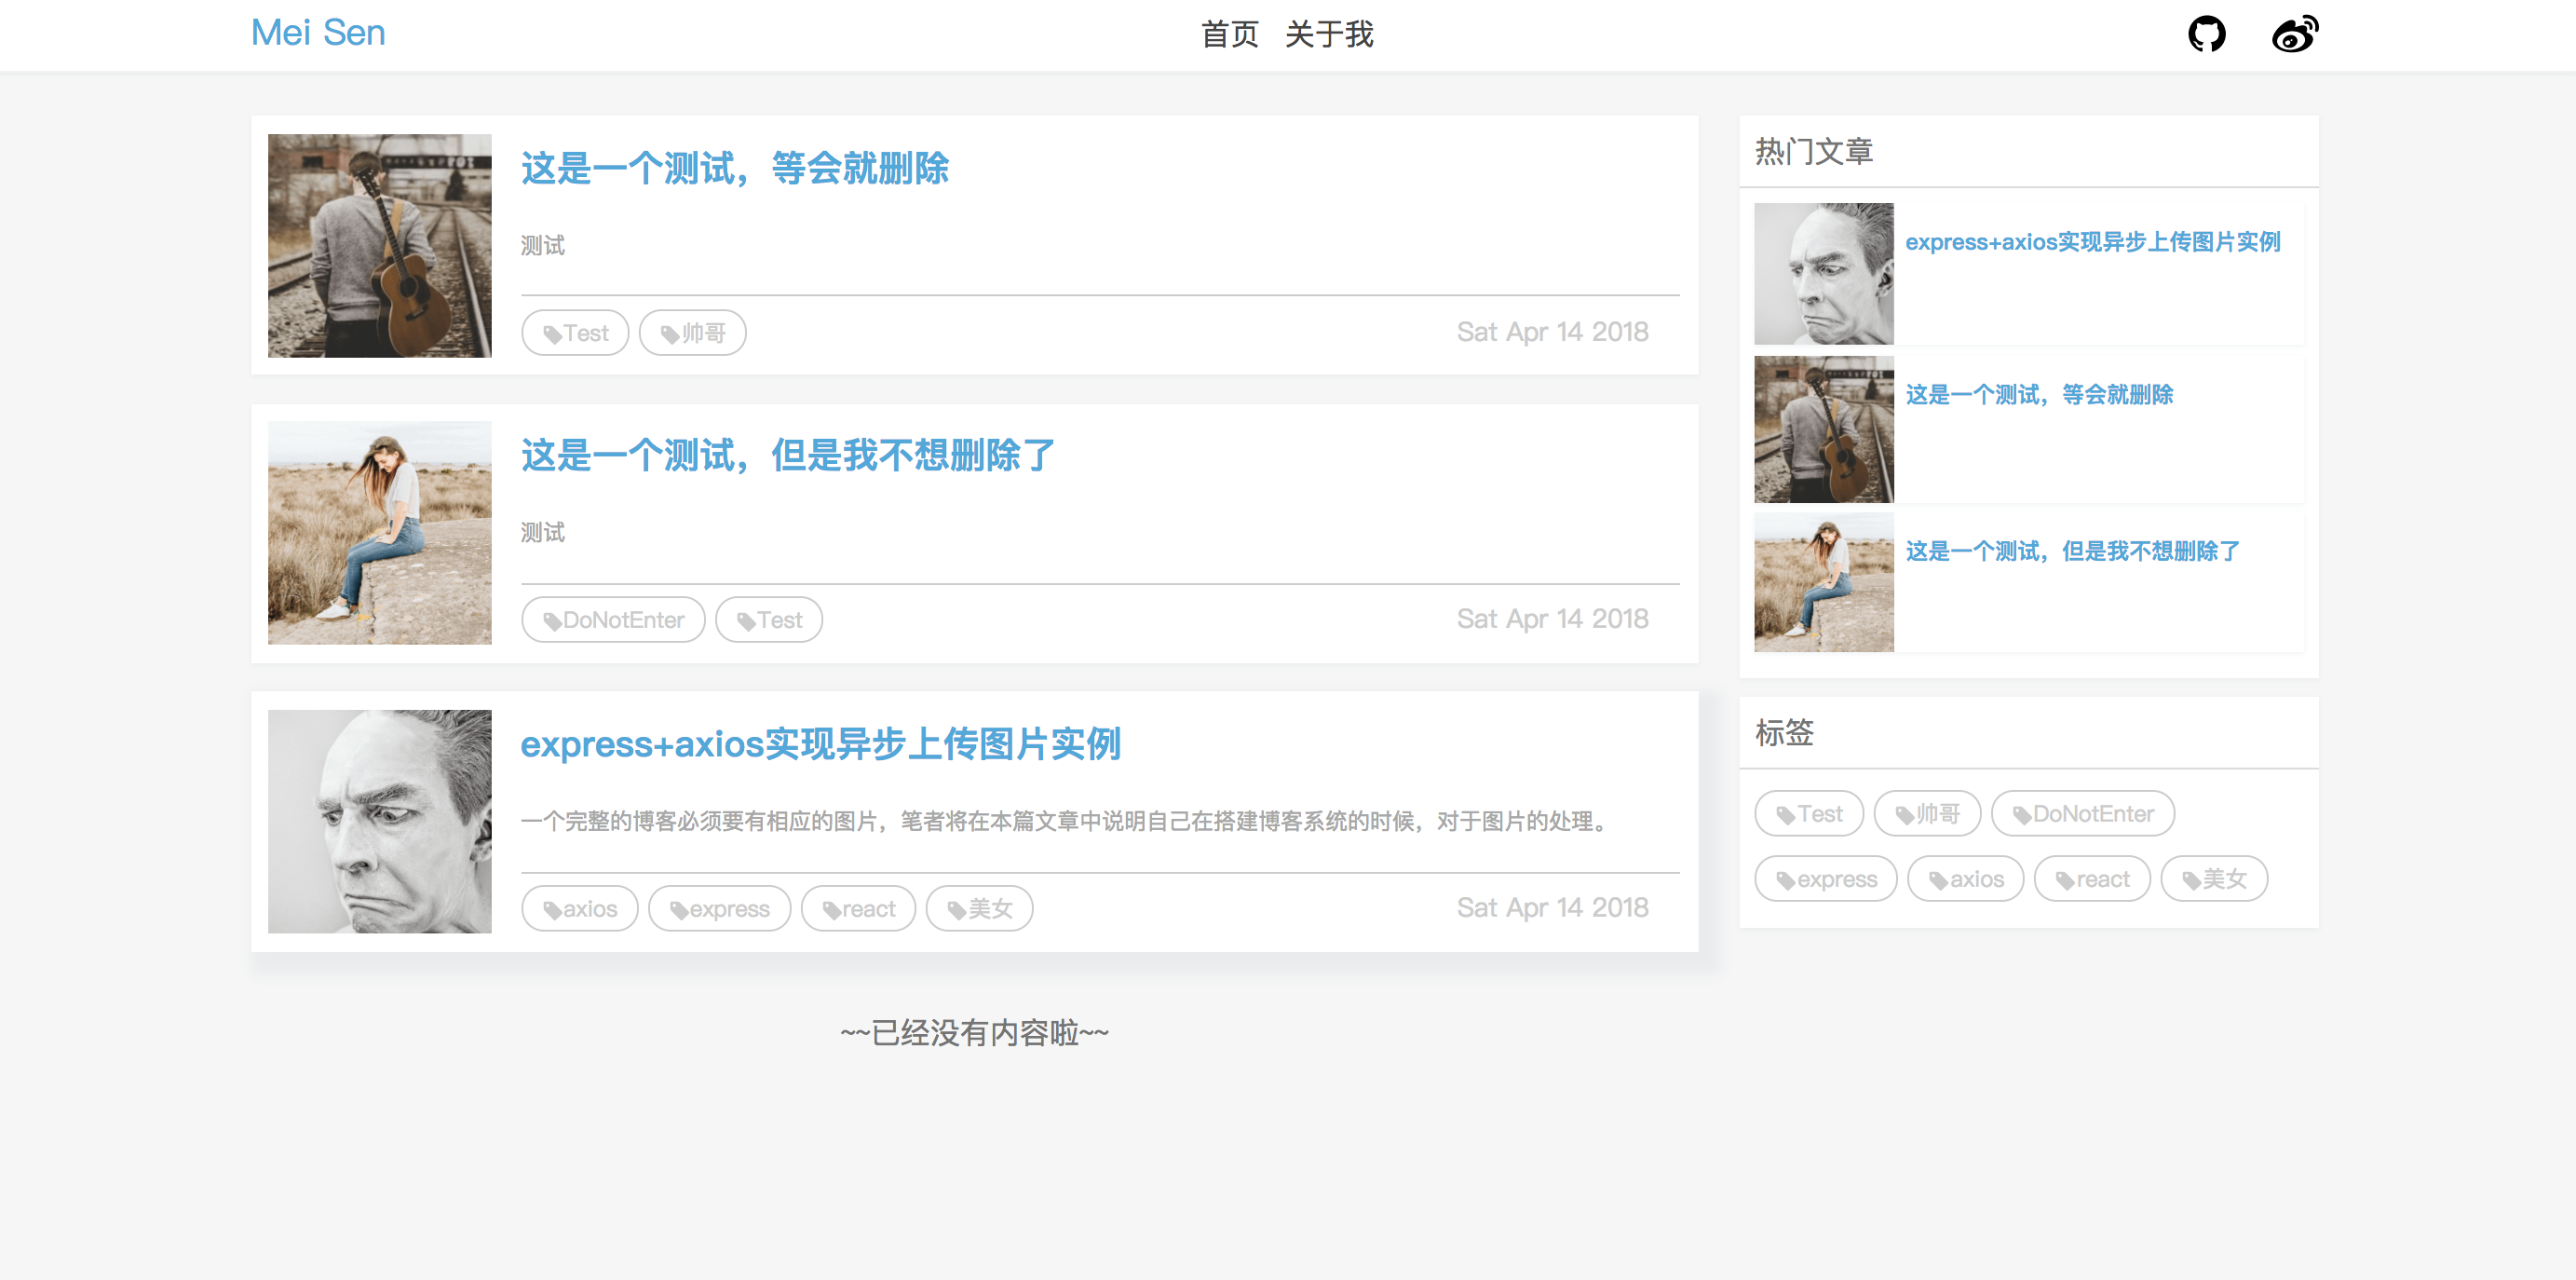 Mei Sen
首页 关于我
这是一个测试，等会就删除
测试
Test 帅哥
Sat Apr 14 2018
这是一个测试，但是我不想删除了
测试
DoNotEnter Test
Sat Apr 14 2018
express+axios实现异步上传图片实例
一个完整的博客必须要有相应的图片，笔者将在本篇文章中说明自己在搭建博客系统的时候，对于图片的处理。
axios express react 美女
Sat Apr 14 2018
~~已经没有内容啦~~
热门文章
express+axios实现异步上传图片实例
这是一个测试，等会就删除
这是一个测试，但是我不想删除了
标签
Test 帅哥 DoNotEnter
express axios react 美女